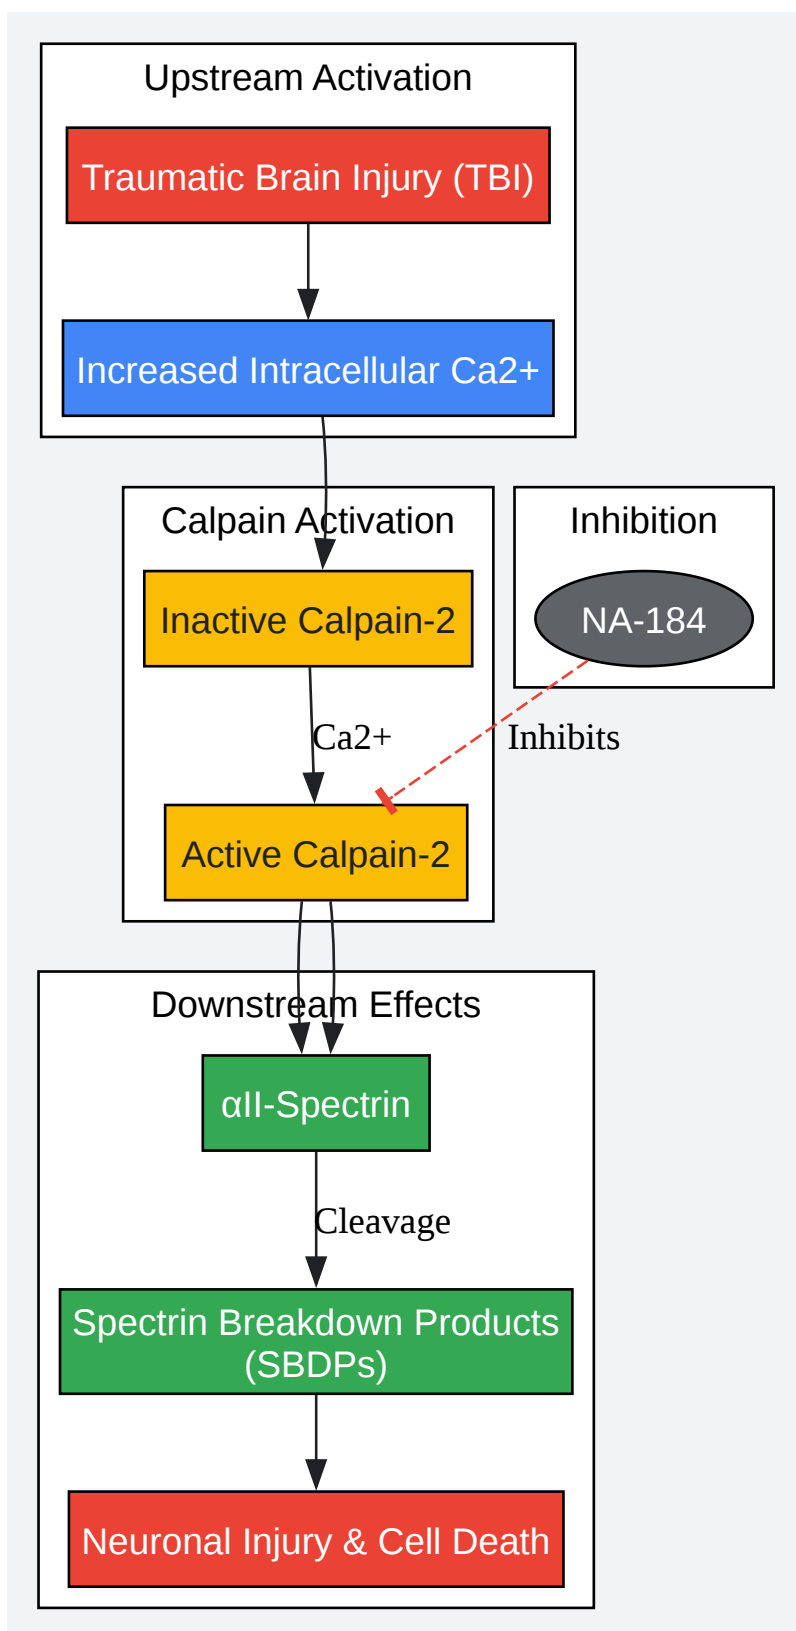 Upstream Activation
Traumatic Brain Injury (TBI)
Increased Intracellular Ca2+
Calpain Activation
Inactive Calpain-2
Ca2+
Active Calpain-2
Inhibition
NA-184
Inhibits
Downstream Effects
αII-Spectrin
Cleavage
Spectrin Breakdown Products
(SBDPs)
Neuronal Injury & Cell Death